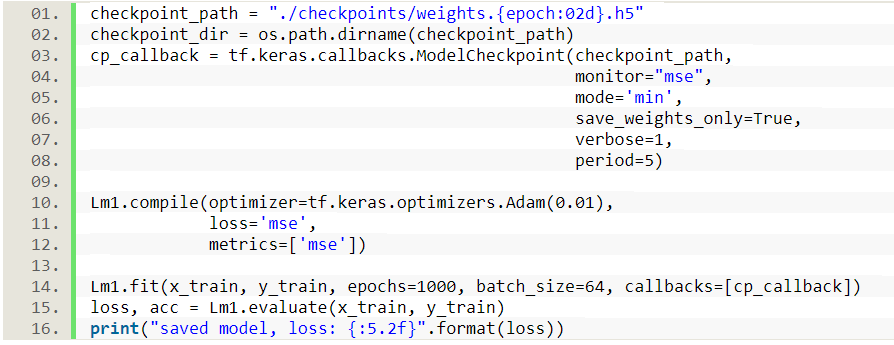 01. checkpoint_path = "./checkpoints/weights.{epoch:02d}.h5"
02. checkpoint_dir = os.path.dirname(checkpoint_path)
03. cp_callback = tf.keras.callbacks.ModelCheckpoint(checkpoint_path,
04.                                                  monitor="mse",
05.                                                  mode='min',
06.                                                  save_weights_only=True,
07.                                                  verbose=1,
08.                                                  period=5)
09.
10. Lm1.compile(optimizer=tf.keras.optimizers.Adam(0.01),
11.             loss='mse',
12.             metrics=['mse'])
13.
14. Lm1.fit(x_train, y_train, epochs=1000, batch_size=64, callbacks=[cp_callback])
15. loss, acc = Lm1.evaluate(x_train, y_train)
16. print("saved model, loss: {:5.2f}".format(loss))